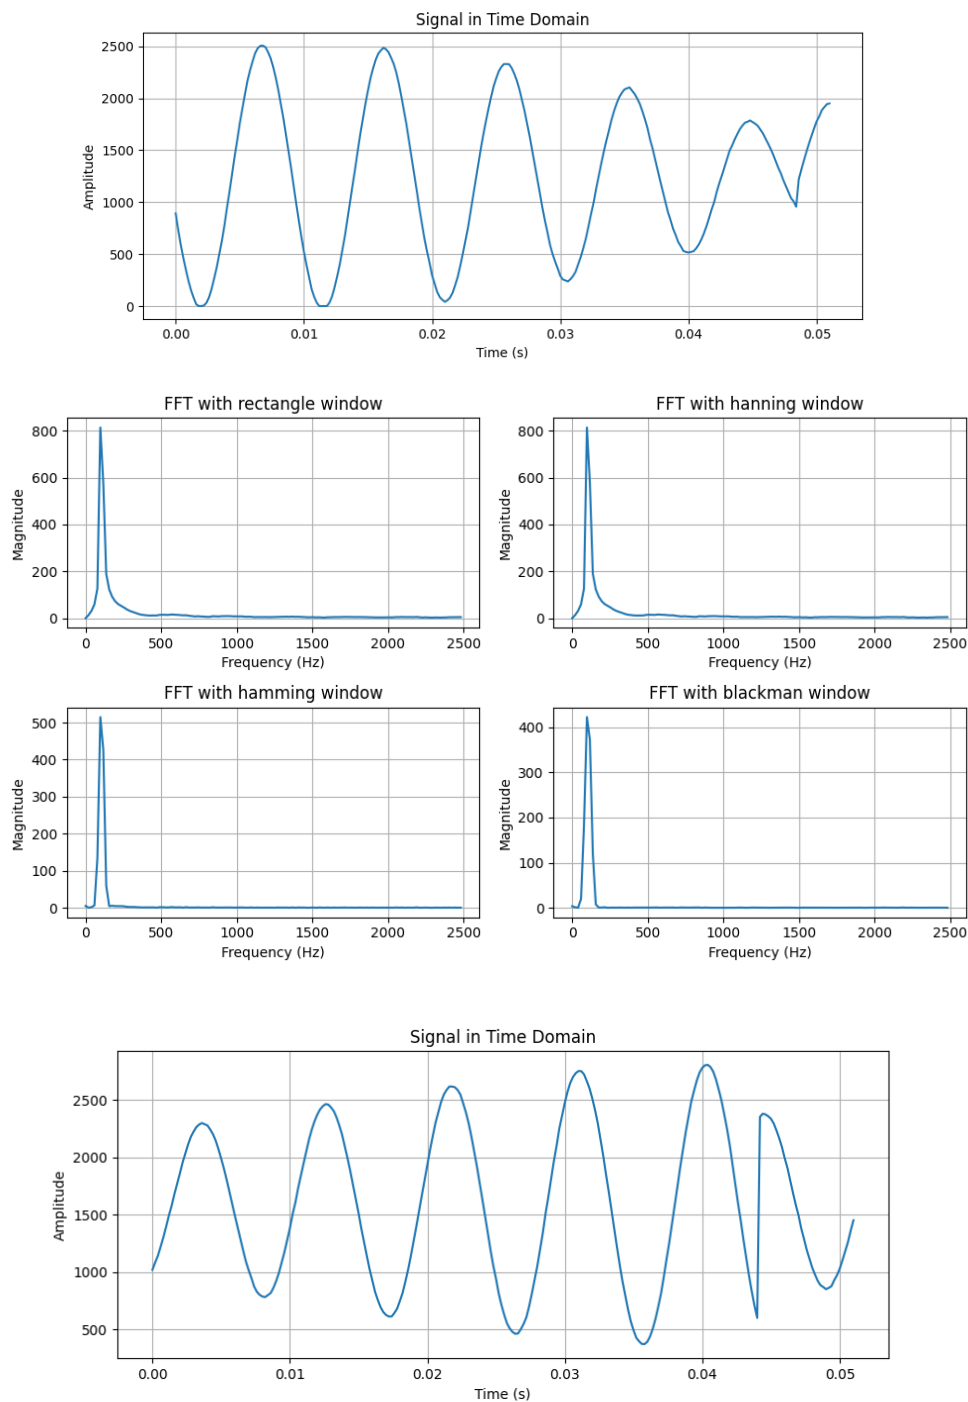 Signal in Time Domain
Amplitude
2500
2000
1500
1000
500
0
0.00 0.01 0.02 0.03 0.04 0.05
Time (s)
FFT with rectangle window
Magnitude
800
600
400
200
0
0 500 1000 1500 2000 2500
Frequency (Hz)
FFT with hanning window
Magnitude
800
600
400
200
0
0 500 1000 1500 2000 2500
Frequency (Hz)
FFT with hamming window
Magnitude
500
400
300
200
100
0
0 500 1000 1500 2000 2500
Frequency (Hz)
FFT with blackman window
Magnitude
400
300
200
100
0
0 500 1000 1500 2000 2500
Frequency (Hz)
Signal in Time Domain
Amplitude
2500
2000
1500
1000
500
0.00 0.01 0.02 0.03 0.04 0.05
Time (s)